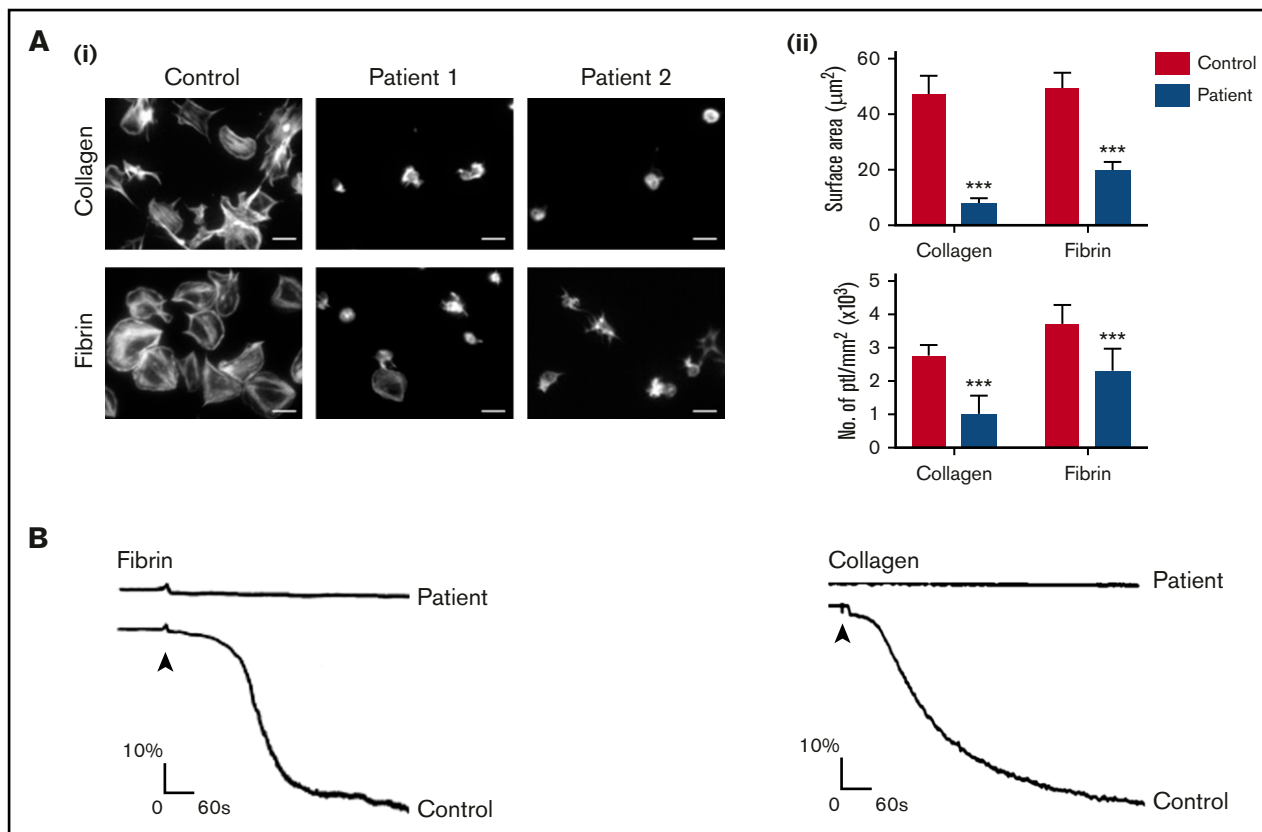 A
(i)
Control
Patient 1
Patient 2
Collagen
Fibrin
(ii)
Control
Patient
Surface area (μm²)
60
40
20
0
***
***
Collagen
Fibrin
No. of ptl/mm² (x10³)
5
4
3
2
1
0
***
***
Collagen
Fibrin
B
Fibrin
Patient
10%
0 60s
Control
Collagen
Patient
10%
0 60s
Control